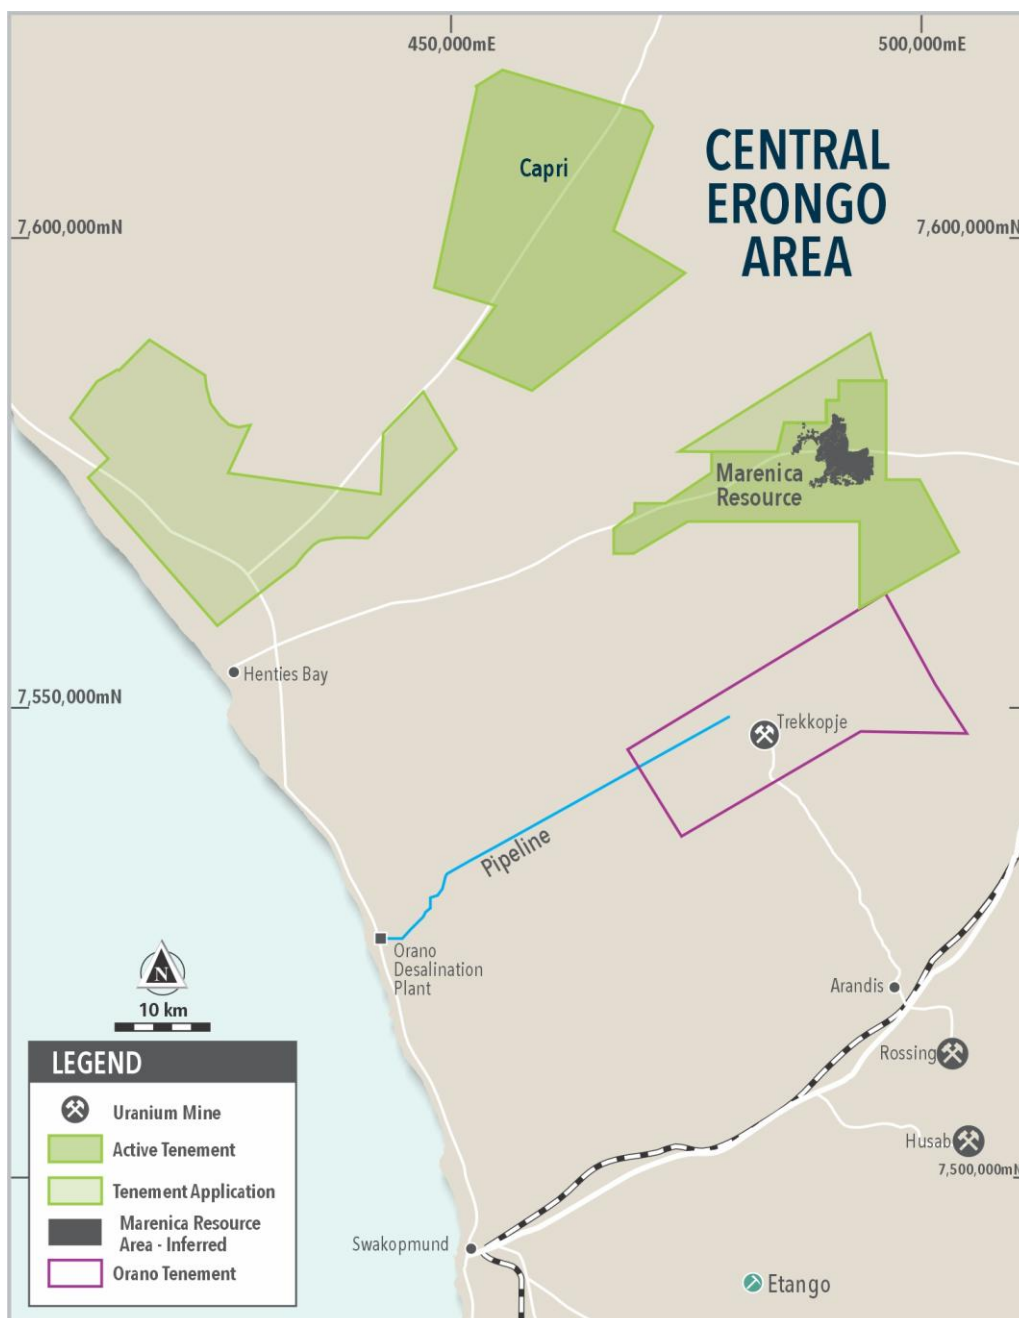 450,000mE
500,000mE
CENTRAL
ERONGO
AREA
Capri
7,600,000mN
7,600,000mN
Marenica
Resource
Henties Bay
7,550,000mN
Trekkopje
Pipeline
Orano
Desalination
Plant
N
10 km
Arandis
Rossing
Husab
7,500,000mN
Swakopmund
Etango
LEGEND
Uranium Mine
Active Tenement
Tenement Application
Marenica Resource
Area - Inferred
Orano Tenement